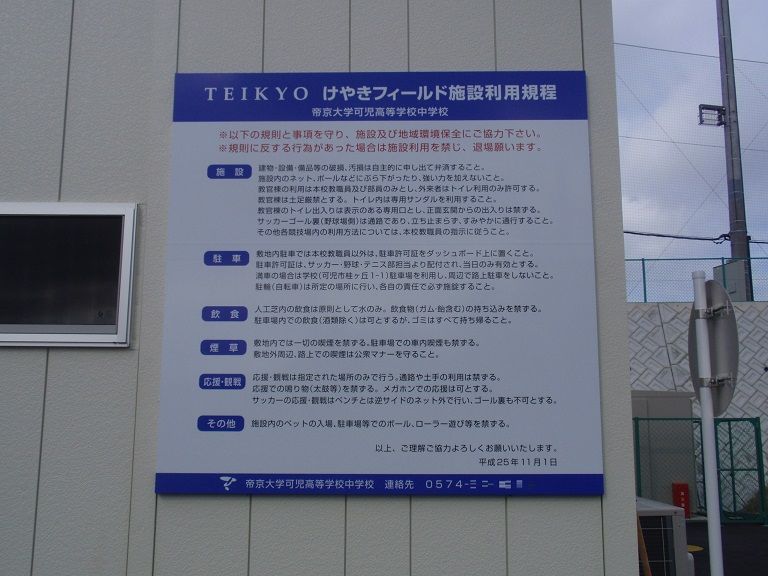 TEIKYO けやきフィールド施設利用規程
帝京大学可児高等学校中学校
※以下の規則と事項を守り、施設及び地域環境保全にご協力下さい。
※規則に反する行為があった場合は施設利用を禁じ、退場願います。
施設 建物・設備・備品等の破損、汚損は自主的に申し出て弁済すること。
施設内のネット、ポールなどにぶら下がったり、強い力を加えないこと。
教官棟の利用は本校教職員及び部員のみとし、外来者はトイレ利用のみ許可する。
教官棟は土足厳禁とする。トイレ内は専用サンダルを利用すること。
教官棟のトイレ出入りは表示のある専用口とし、正面玄関からの出入りは禁ずる。
サッカーゴール裏(野球場側)は通路であり、立ち止まらず、すみやかに通行すること。
その他各競技場内の利用方法については、本校教職員の指示に従うこと。
駐車 敷地内駐車では本校教職員以外は、駐車許可証をダッシュボード上に置くこと。
駐車許可証は、サッカー・野球・テニス部担当より配付され、当日のみ有効とする。
満車の場合は学校(可児市桂ヶ丘1-1)駐車場を利用し、周辺で路上駐車をしないこと。
駐輪(自転車)は所定の場所に行い、各自の責任で必ず施錠すること。
飲食 人工芝内の飲食は原則として水のみ。飲食物(ガム・飴含む)の持ち込みを禁ずる。
駐車場内での飲食(酒類除く)は可とするが、ゴミはすべて持ち帰ること。
煙草 敷地内では一切の喫煙を禁ずる。駐車場での車内喫煙も禁ずる。
敷地外周辺、路上での喫煙は公衆マナーを守ること。
応援・観戦 応援・観戦は指定された場所のみで行う。通路や土手の利用は禁ずる。
応援での鳴り物(太鼓等)を禁ずる。メガホンでの応援は可とする。
サッカーの応援・観戦はベンチとは逆サイドのネット外で行い、ゴール裏も不可とする。
その他 施設内のペットの入場、駐車場等でのボール、ローラー遊び等を禁ずる。
以上、ご理解ご協力よろしくお願いいたします。
平成25年11月1日
帝京大学可児高等学校中学校 連絡先 0574-